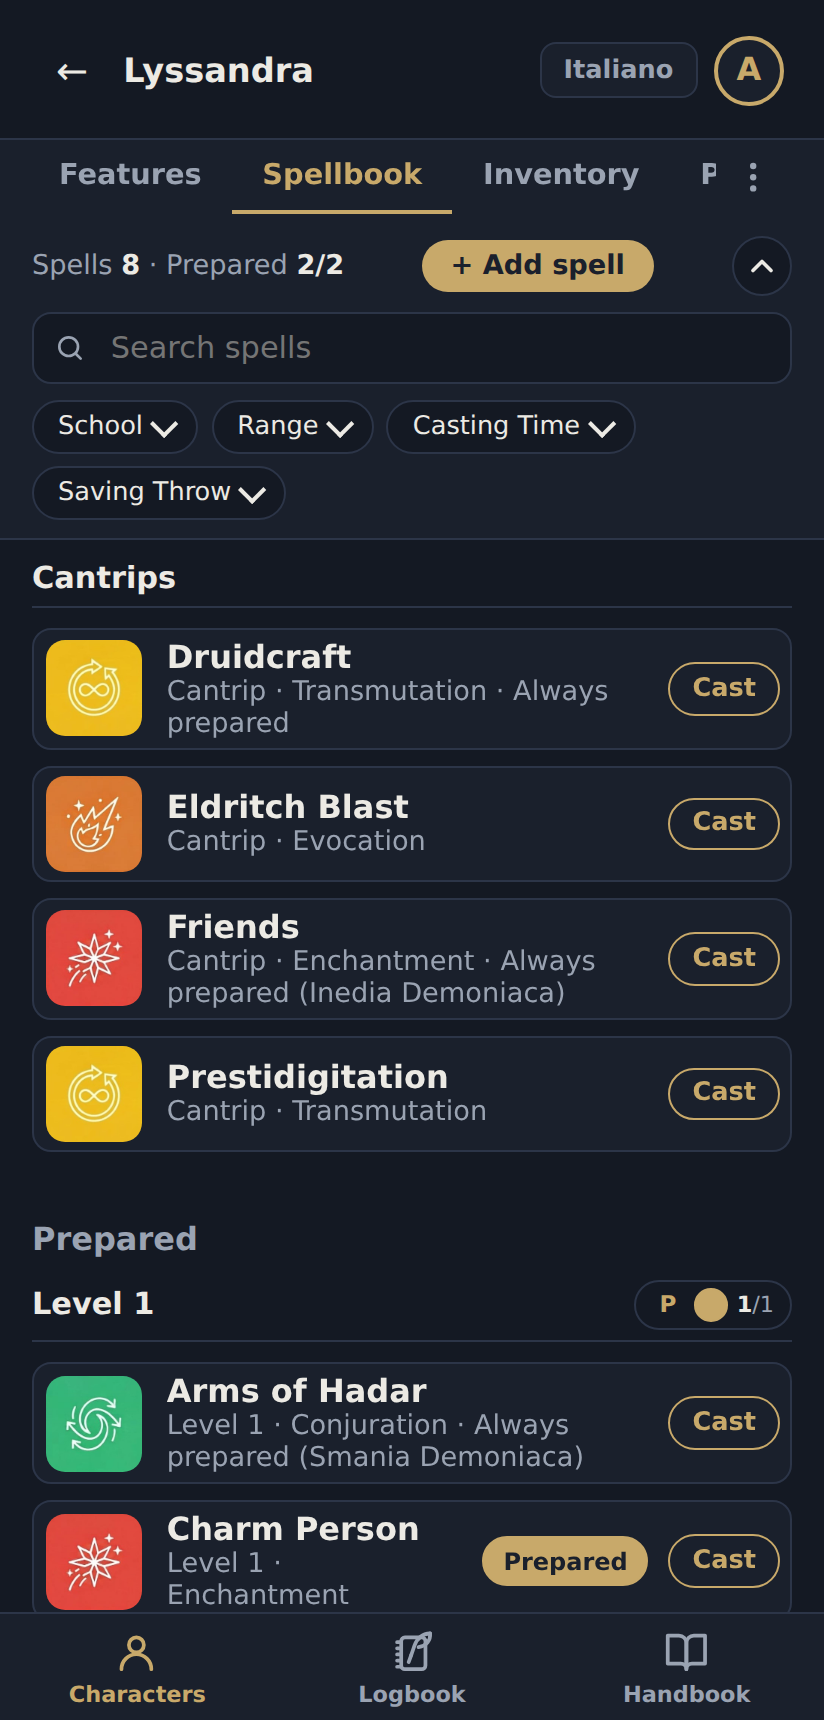 ← Lyssandra Italiano A
Features Spellbook Inventory P
Spells 8 · Prepared 2/2 + Add spell
Search spells
School Range Casting Time
Saving Throw
Cantrips
Druidcraft
Cantrip · Transmutation · Always
prepared
Cast
Eldritch Blast
Cantrip · Evocation
Cast
Friends
Cantrip · Enchantment · Always
prepared (Inedia Demoniaca)
Cast
Prestidigitation
Cantrip · Transmutation
Cast
Prepared
Level 1 P 1/1
Arms of Hadar
Level 1 · Conjuration · Always
prepared (Smania Demoniaca)
Cast
Charm Person
Level 1 ·
Enchantment
Prepared Cast
Characters Logbook Handbook